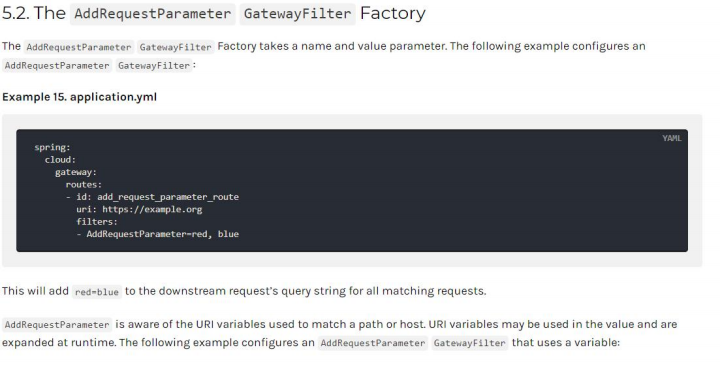 5.2. The AddRequestParameter GatewayFilter Factory
The AddRequestParameter GatewayFilter Factory takes a name and value parameter. The following example configures an
AddRequestParameter GatewayFilter:
Example 15. application.yml
YAML
spring:
  cloud:
    gateway:
      routes:
      - id: add_request_parameter_route
        uri: https://example.org
        filters:
        - AddRequestParameter=red, blue
This will add red=blue to the downstream request's query string for all matching requests.
AddRequestParameter is aware of the URI variables used to match a path or host. URI variables may be used in the value and are
expanded at runtime. The following example configures an AddRequestParameter GatewayFilter that uses a variable: